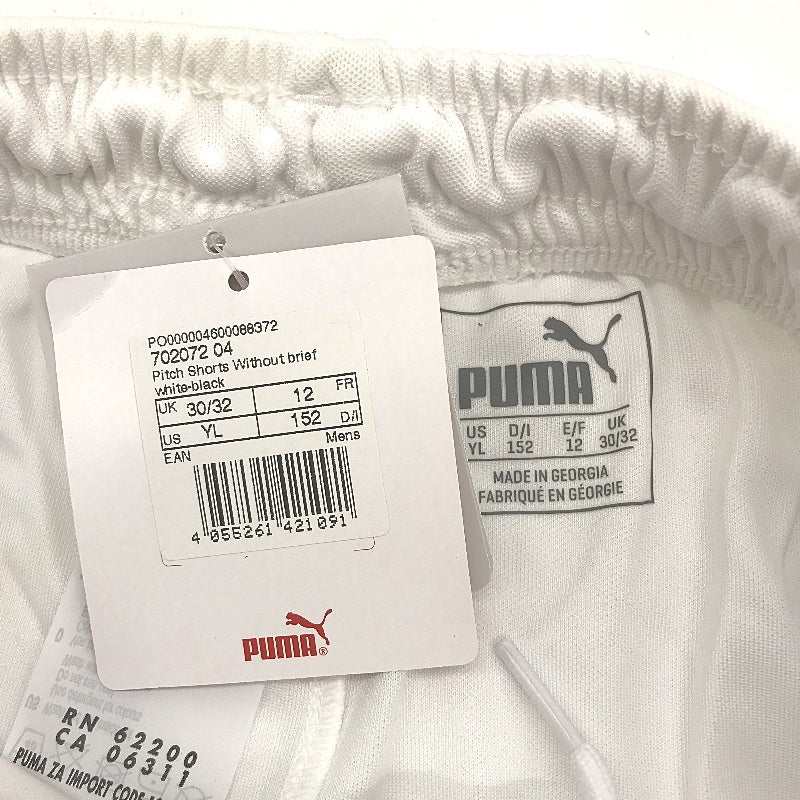 PO000004600088372
702072 04
Pitch Shorts Without brief
white-black
UK 30/32 12 FR
US YL 152 D/I
EAN Mens
4 055261 421091
PUMA®
PUMA
US D/I E/F UK
YL 152 12 30/32
MADE IN GEORGIA
FABRIQUÉ EN GÉORGIE
RN 62200
CA 06311
PUMA ZA IMPORT CODE